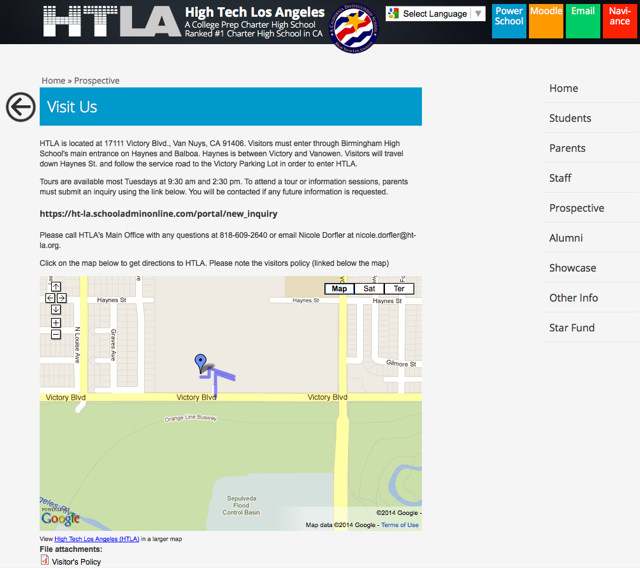 HTLA
High Tech Los Angeles
A College Prep Charter High School
Ranked #1 Charter High School in CA
Select Language ▼
Power School
Moodle
Email
Navi-ance
Home » Prospective
Visit Us
HTLA is located at 17111 Victory Blvd., Van Nuys, CA 91406. Visitors must enter through Birmingham High
School's main entrance on Haynes and Balboa. Haynes is between Victory and Vanowen. Visitors will travel
down Haynes St. and follow the service road to the Victory Parking Lot in order to enter HTLA.
Tours are available most Tuesdays at 9:30 am and 2:30 pm. To attend a tour or information sessions, parents
must submit an inquiry using the link below. You will be contacted if any future information is requested.
https://ht-la.schooladminonline.com/portal/new_inquiry
Please call HTLA's Main Office with any questions at 818-609-2640 or email Nicole Dorfler at nicole.dorfler@ht-
la.org.
Click on the map below to get directions to HTLA. Please note the visitors policy (linked below the map)
Map Sat Ter
Haynes St
Haynes St
N Louise Ave
Graves Ave
Gilmore St
Victory Blvd
Victory Blvd
Victory Blvd
Orange Line Busway
Sepulveda
Flood
Control Basin
POWERED BY
Google
©2014 Google -
Map data ©2014 Google - Terms of Use
View High Tech Los Angeles (HTLA) in a larger map
File attachments:
Visitor's Policy
Home
Students
Parents
Staff
Prospective
Alumni
Showcase
Other Info
Star Fund